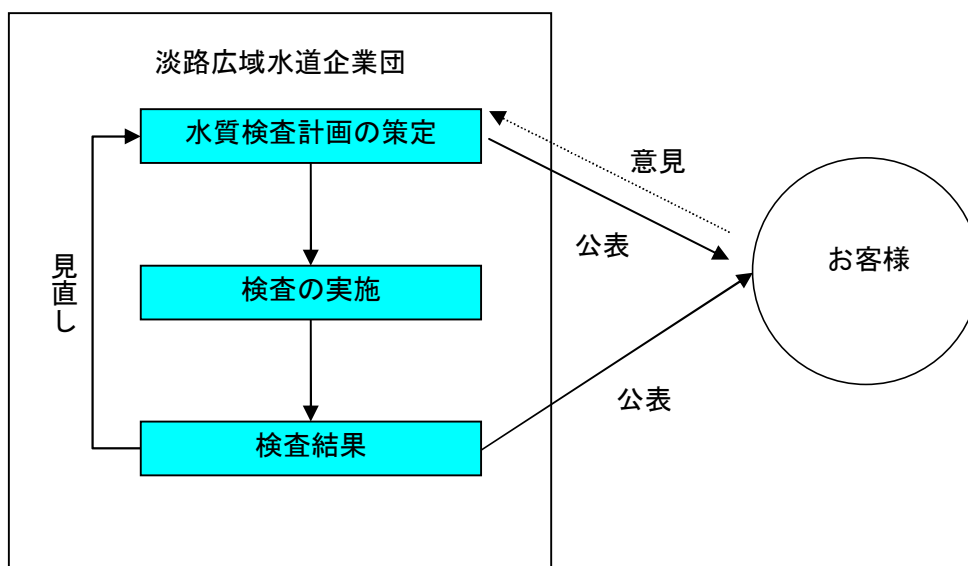 淡路広域水道企業団
水質検査計画の策定
意見
公表
お客様
見直し
検査の実施
公表
検査結果